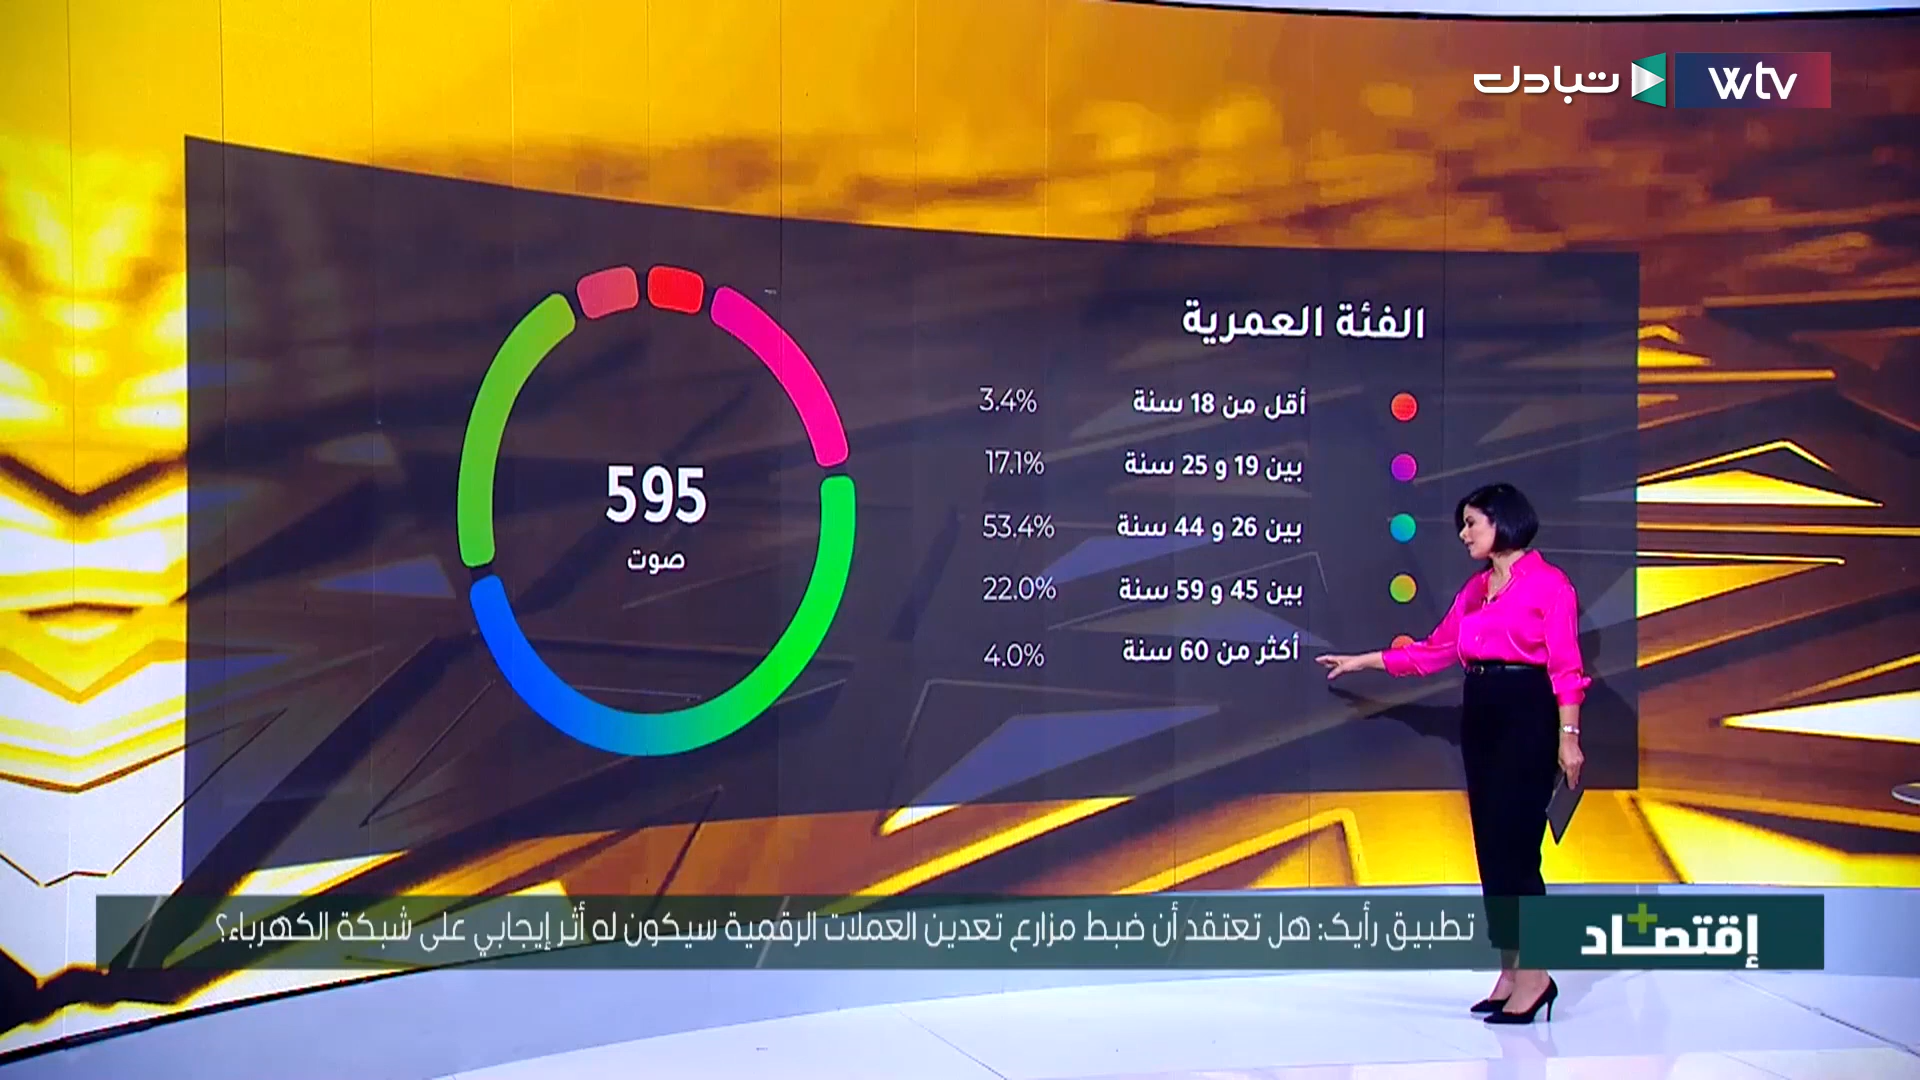 تبادل wtv
الفئة العمرية
أقل من 18 سنة 3.4%
بين 19 و 25 سنة 17.1%
بين 26 و 44 سنة 53.4%
بين 45 و 59 سنة 22.0%
أكثر من 60 سنة 4.0%
595
صوت
إقتصاد+
تطبيق رأيك: هل تعتقد أن ضبط مزارع تعدين العملات الرقمية سيكون له أثر إيجابي على شبكة الكهرباء؟